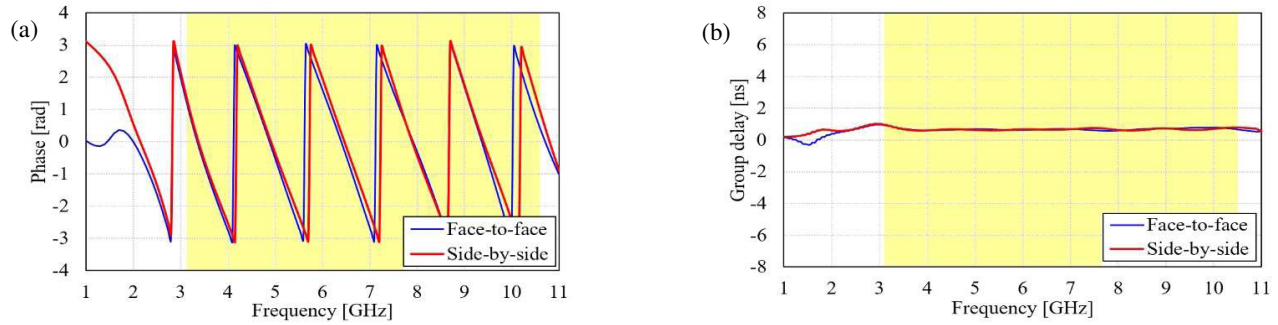 (a)
Phase [rad]
4
3
2
1
0
-1
-2
-3
-4
1 2 3 4 5 6 7 8 9 10 11
Frequency [GHz]
Face-to-face
Side-by-side
(b)
Group delay [ns]
8
6
4
2
0
-2
-4
-6
-8
1 2 3 4 5 6 7 8 9 10 11
Frequency [GHz]
Face-to-face
Side-by-side